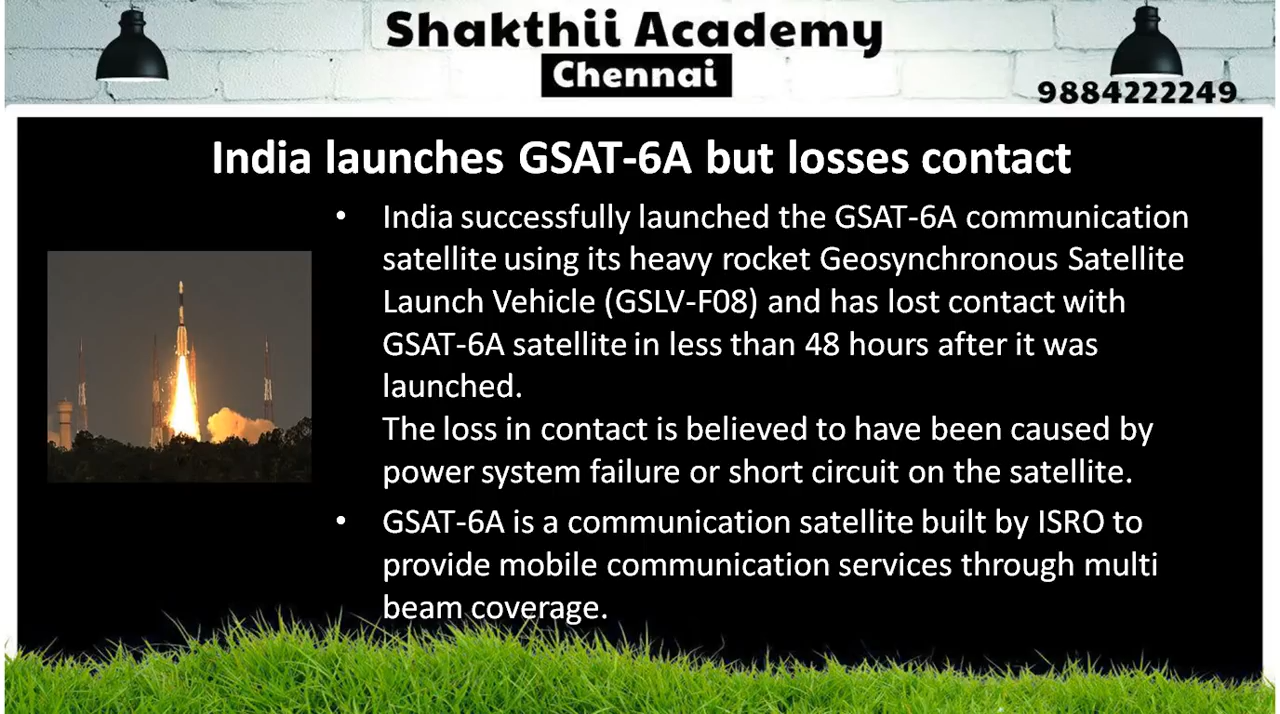 Shakthii Academy
Chennai
9884222249
India launches GSAT-6A but losses contact
• India successfully launched the GSAT-6A communication
satellite using its heavy rocket Geosynchronous Satellite
Launch Vehicle (GSLV-F08) and has lost contact with
GSAT-6A satellite in less than 48 hours after it was
launched.
The loss in contact is believed to have been caused by
power system failure or short circuit on the satellite.
• GSAT-6A is a communication satellite built by ISRO to
provide mobile communication services through multi
beam coverage.